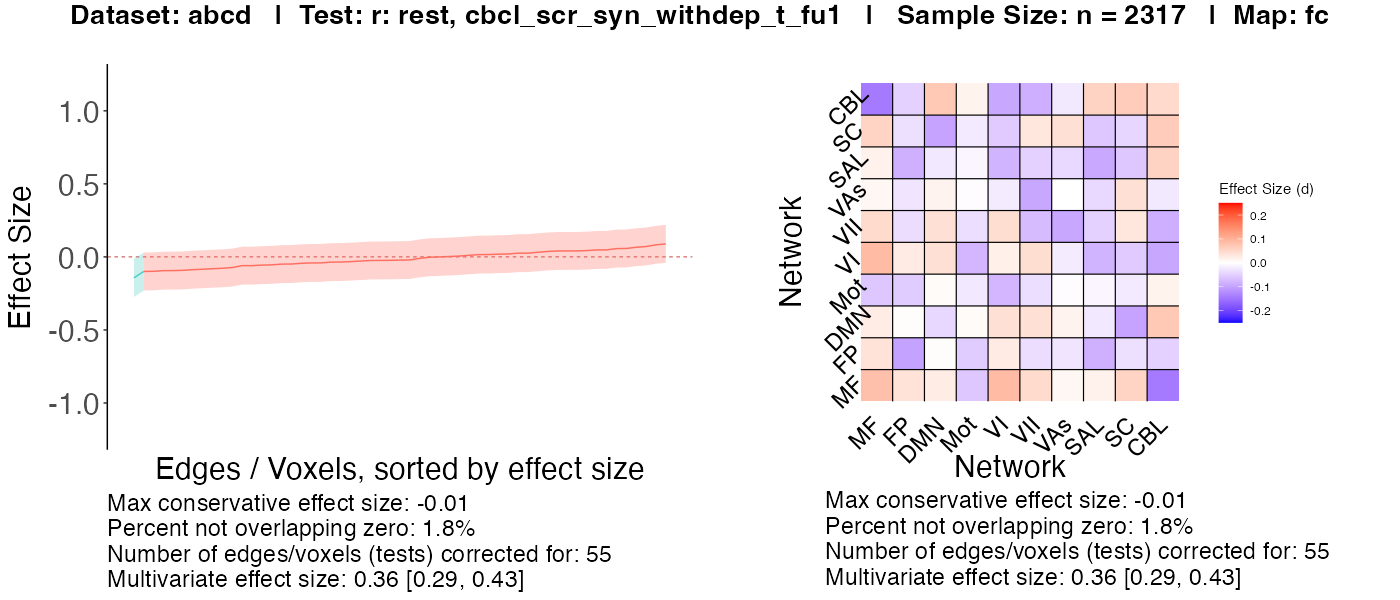 Dataset: abcd | Test: r: rest, cbcl_scr_syn_withdep_t_fu1 | Sample Size: n = 2317 | Map: fc
Effect Size
1.0
0.5
0.0
-0.5
-1.0
Edges / Voxels, sorted by effect size
Max conservative effect size: -0.01
Percent not overlapping zero: 1.8%
Number of edges/voxels (tests) corrected for: 55
Multivariate effect size: 0.36 [0.29, 0.43]
Network
CBL
SC
SAL
VAs
VII
VI
Mot
DMN
FP
MF
MF
FP
DMN
Mot
VI
VII
VAs
SAL
SC
CBL
Network
Effect Size (d)
0.2
0.1
0.0
-0.1
-0.2
Max conservative effect size: -0.01
Percent not overlapping zero: 1.8%
Number of edges/voxels (tests) corrected for: 55
Multivariate effect size: 0.36 [0.29, 0.43]